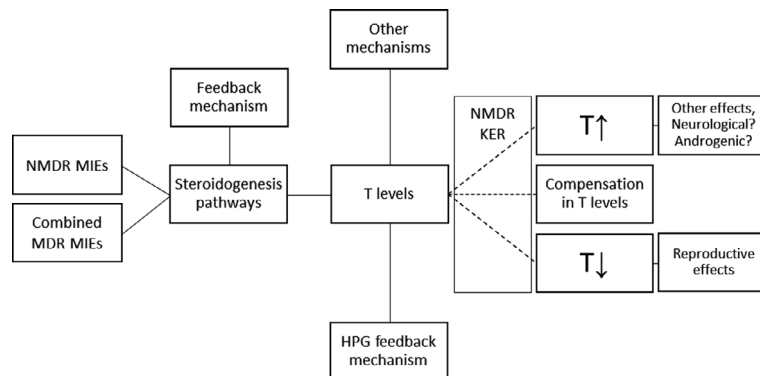 Other
mechanisms
Feedback
mechanism
NMDR
KER
T↑
Other effects,
Neurological?
Androgenic?
NMDR MIEs
Steroidogenesis
pathways
T levels
Compensation
in T levels
Combined
MDR MIEs
T↓
Reproductive
effects
HPG feedback
mechanism